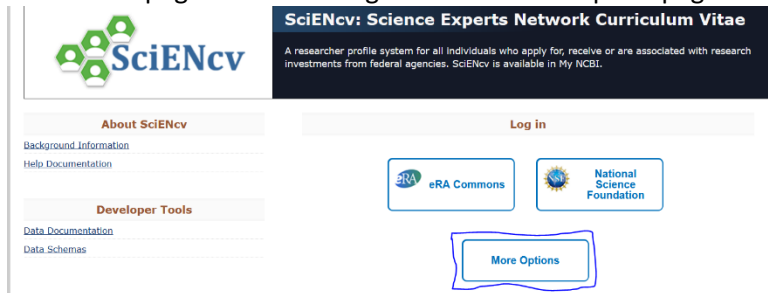 SciENcv: Science Experts Network Curriculum Vitae
SciENcv
A researcher profile system for all individuals who apply for, receive or are associated with research
investments from federal agencies. SciENcv is available in My NCBI.
About SciENcv
Background Information
Help Documentation
Developer Tools
Data Documentation
Data Schemas
Log in
eRA
eRA Commons
NSF
National
Science
Foundation
More Options